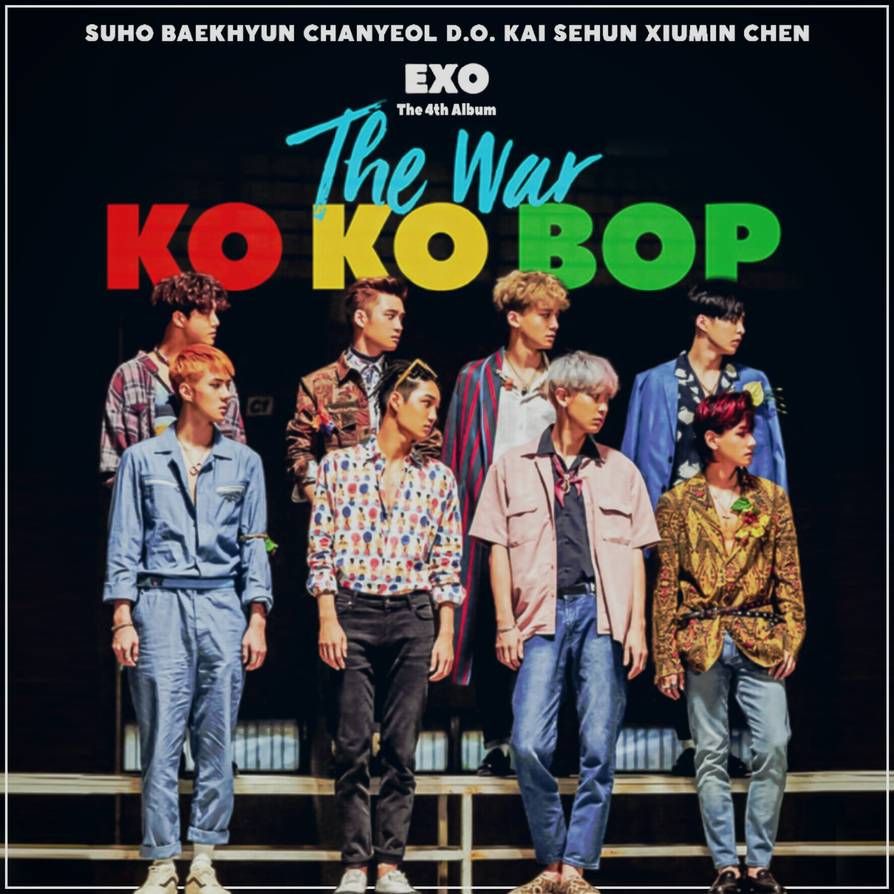 SUHO BAEKHYUN CHANYEOL D.O. KAI SEHUN XIUMIN CHEN
EXO
The 4th Album
The War
KO KO BOP